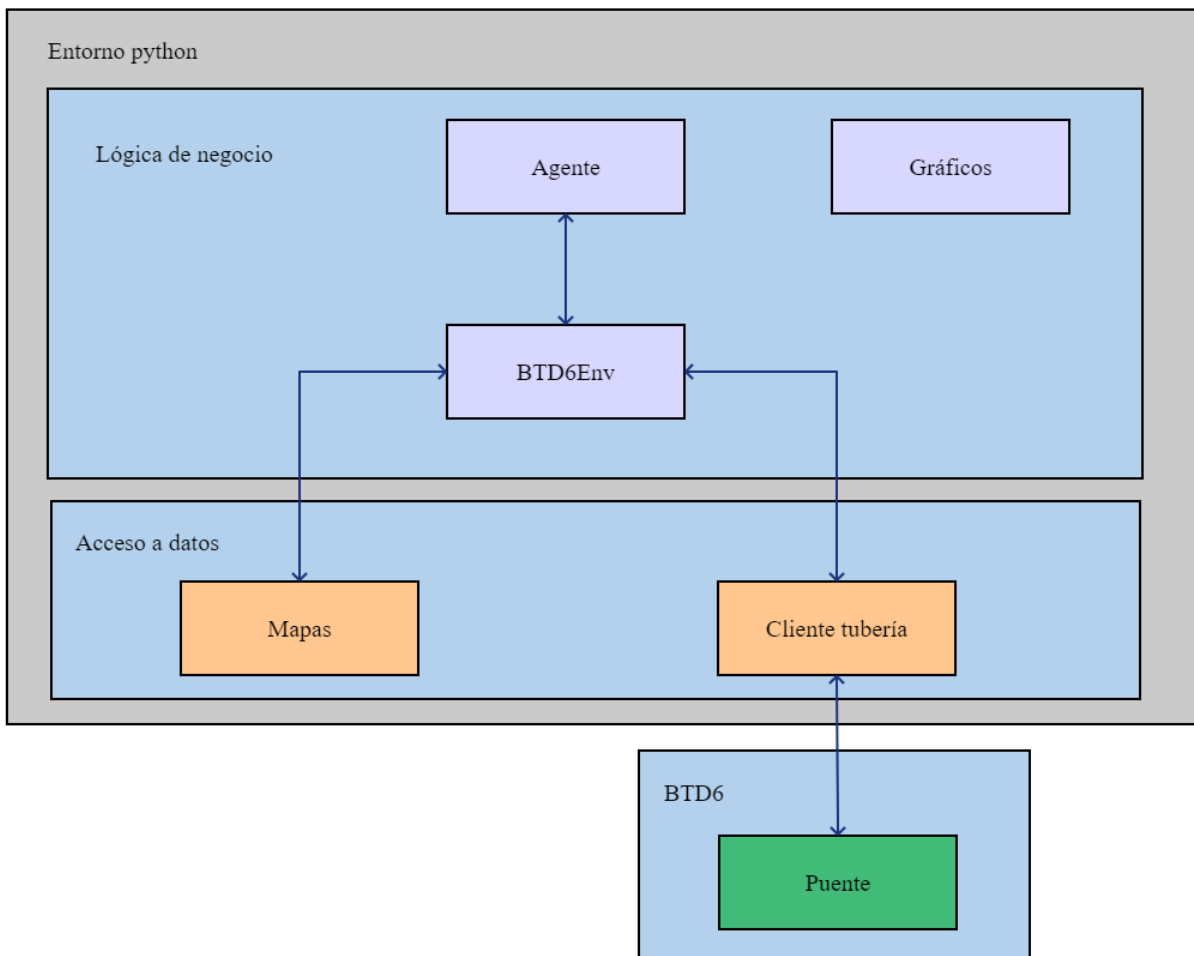 Entorno python
Lógica de negocio
Agente
Gráficos
BTD6Env
Acceso a datos
Mapas
Cliente tubería
BTD6
Puente